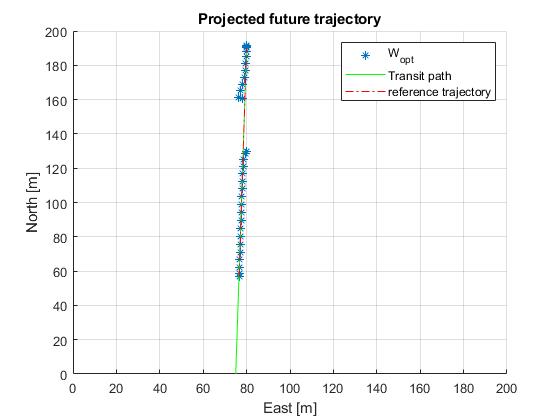 Projected future trajectory
W_opt
Transit path
reference trajectory
North [m]
200
180
160
140
120
100
80
60
40
20
0
0 20 40 60 80 100 120 140 160 180 200
East [m]